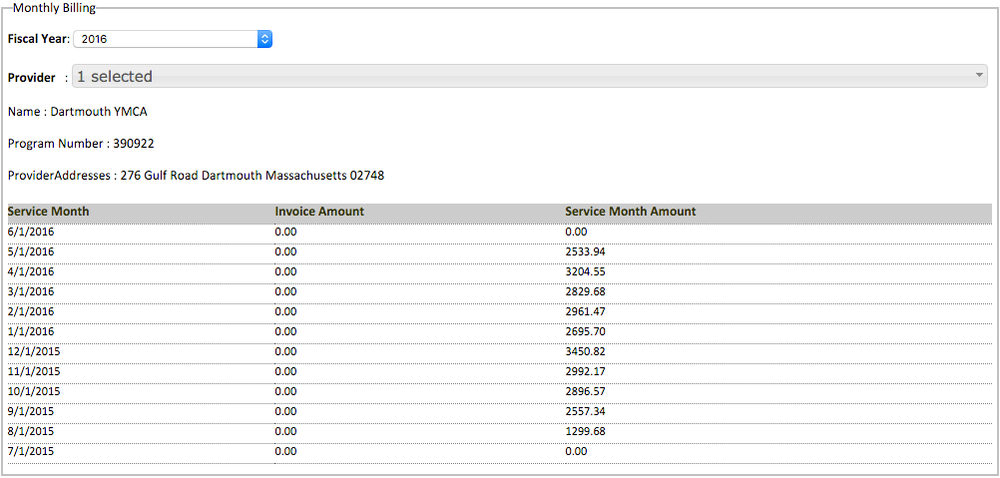 Monthly Billing
Fiscal Year: 2016
Provider : 1 selected
Name : Dartmouth YMCA
Program Number : 390922
ProviderAddresses : 276 Gulf Road Dartmouth Massachusetts 02748
Service Month Invoice Amount Service Month Amount
6/1/2016 0.00 0.00
5/1/2016 0.00 2533.94
4/1/2016 0.00 3204.55
3/1/2016 0.00 2829.68
2/1/2016 0.00 2961.47
1/1/2016 0.00 2695.70
12/1/2015 0.00 3450.82
11/1/2015 0.00 2992.17
10/1/2015 0.00 2896.57
9/1/2015 0.00 2557.34
8/1/2015 0.00 1299.68
7/1/2015 0.00 0.00